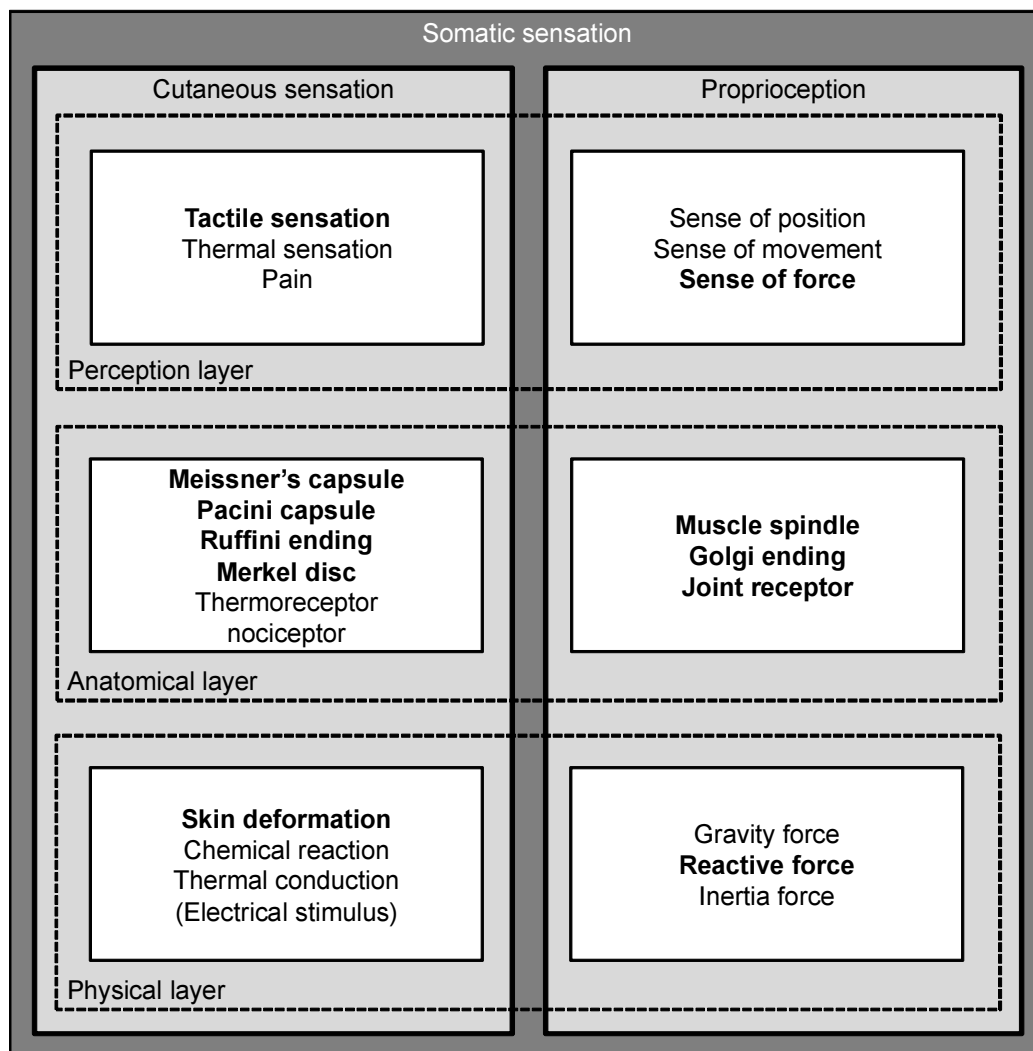 Somatic sensation
Cutaneous sensation
Proprioception
Tactile sensation
Thermal sensation
Pain
Sense of position
Sense of movement
Sense of force
Perception layer
Meissner’s capsule
Pacini capsule
Ruffini ending
Merkel disc
Thermoreceptor
nociceptor
Muscle spindle
Golgi ending
Joint receptor
Anatomical layer
Skin deformation
Chemical reaction
Thermal conduction
(Electrical stimulus)
Gravity force
Reactive force
Inertia force
Physical layer